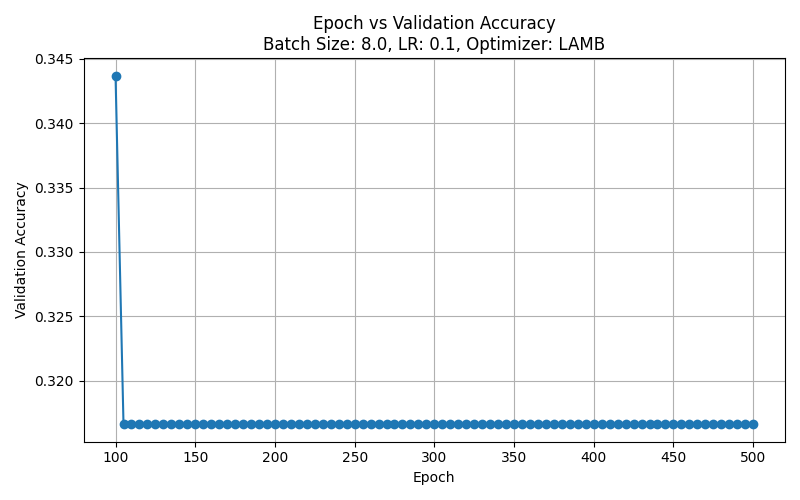 Epoch vs Validation Accuracy
Batch Size: 8.0, LR: 0.1, Optimizer: LAMB
Validation Accuracy
0.345
0.340
0.335
0.330
0.325
0.320
100 150 200 250 300 350 400 450 500
Epoch